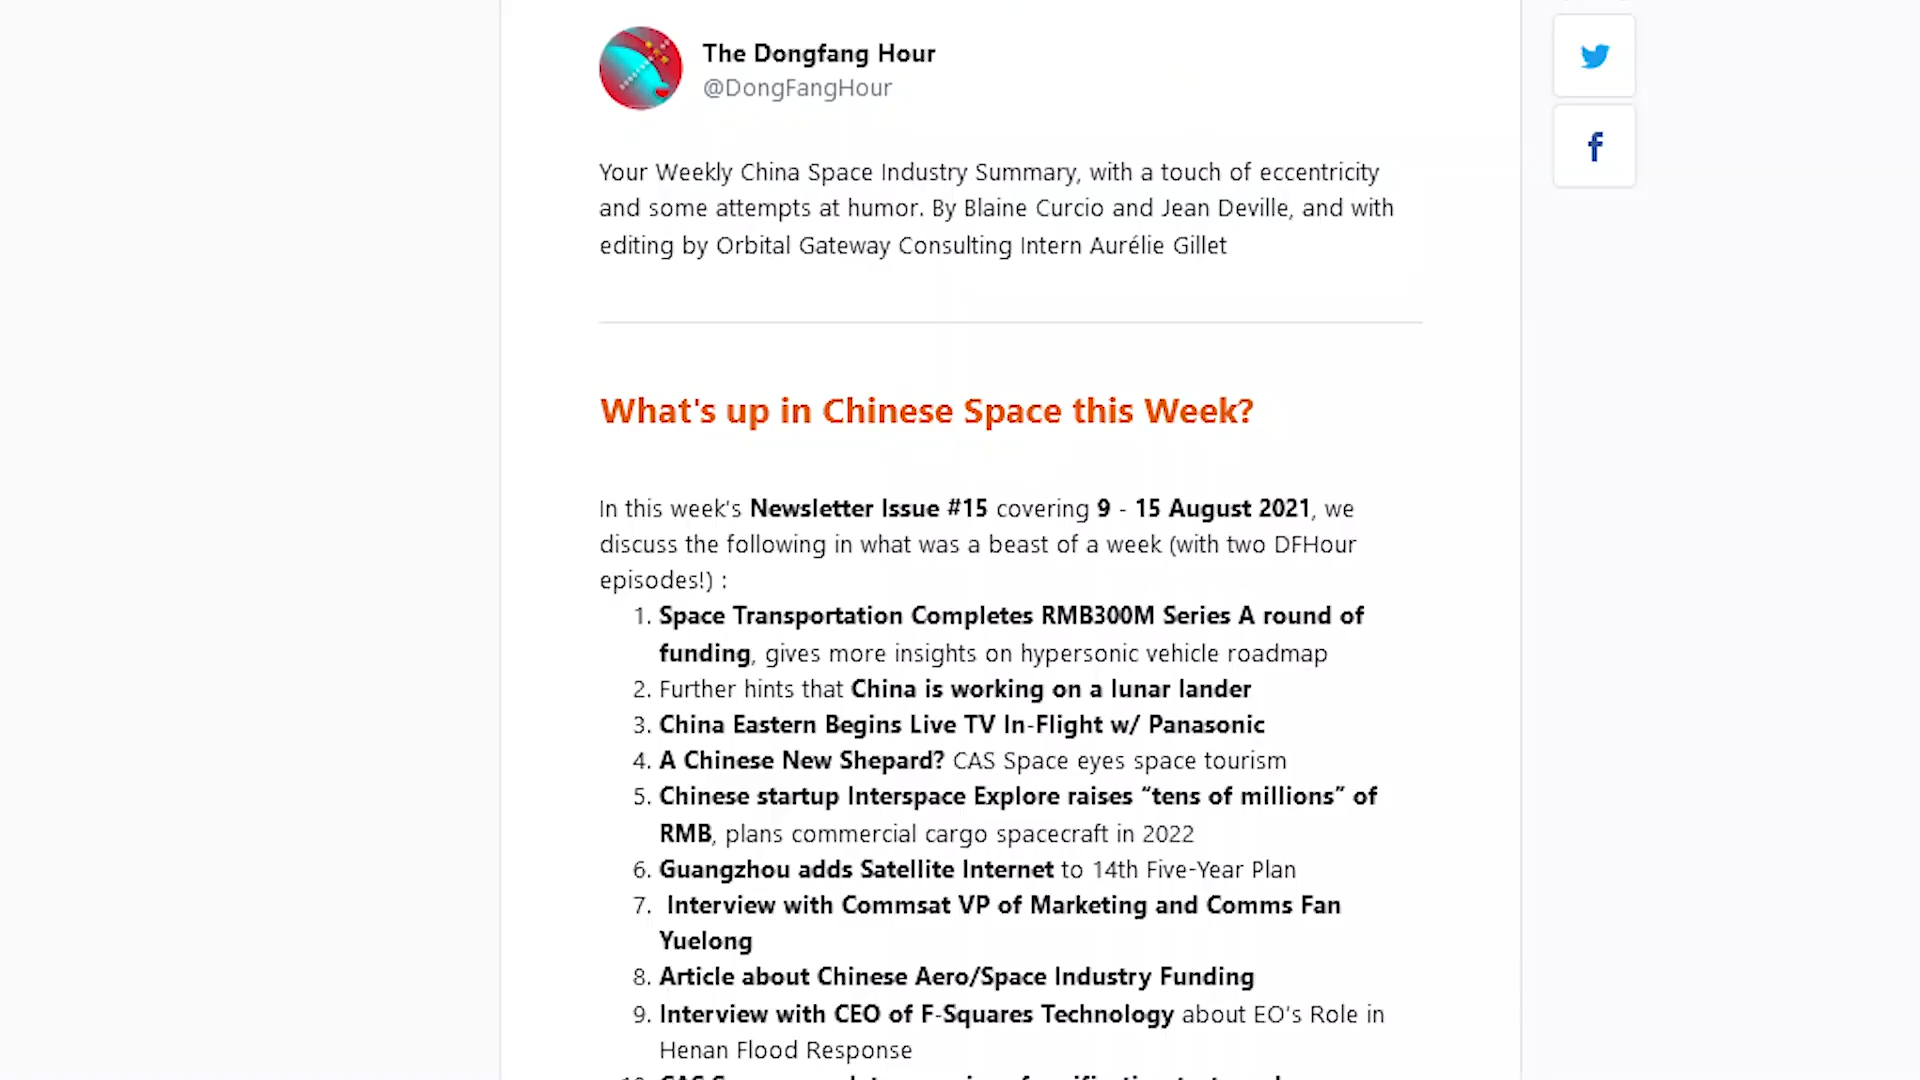 The Dongfang Hour
@DongFangHour
Your Weekly China Space Industry Summary, with a touch of eccentricity
and some attempts at humor. By Blaine Curcio and Jean Deville, and with
editing by Orbital Gateway Consulting Intern Aurélie Gillet
What's up in Chinese Space this Week?
In this week's Newsletter Issue #15 covering 9 - 15 August 2021, we
discuss the following in what was a beast of a week (with two DFHour
episodes!) :
1. Space Transportation Completes RMB300M Series A round of
funding, gives more insights on hypersonic vehicle roadmap
2. Further hints that China is working on a lunar lander
3. China Eastern Begins Live TV In-Flight w/ Panasonic
4. A Chinese New Shepard? CAS Space eyes space tourism
5. Chinese startup Interspace Explore raises “tens of millions” of
RMB, plans commercial cargo spacecraft in 2022
6. Guangzhou adds Satellite Internet to 14th Five-Year Plan
7. Interview with Commsat VP of Marketing and Comms Fan
Yuelong
8. Article about Chinese Aero/Space Industry Funding
9. Interview with CEO of F-Squares Technology about EO's Role in
Henan Flood Response